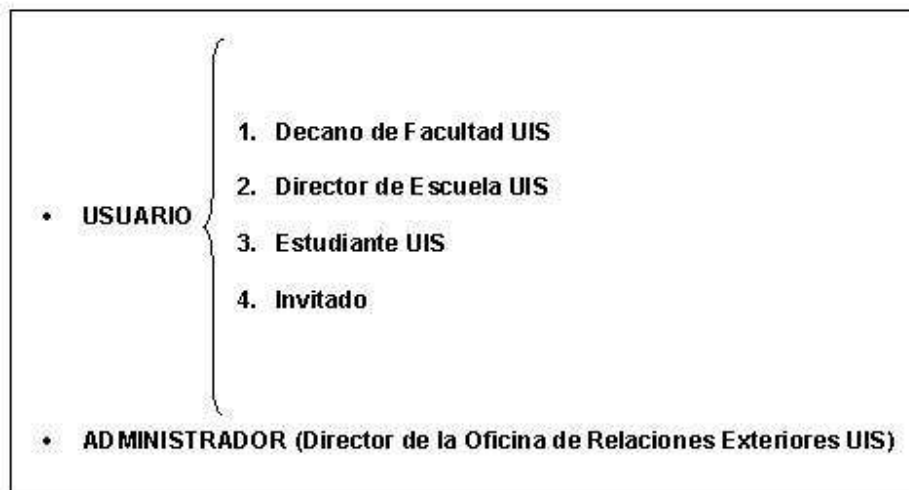 1. Decano de Facultad UIS
2. Director de Escuela UIS
• USUARIO
3. Estudiante UIS
4. Invitado
• ADMINISTRADOR (Director de la Oficina de Relaciones Exteriores UIS)